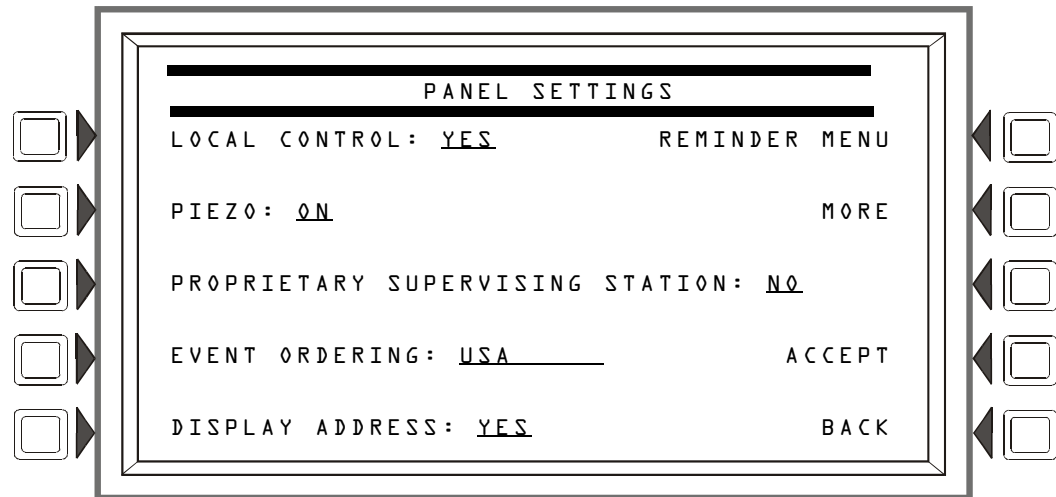 PANEL SETTINGS
LOCAL CONTROL: YES REMINDER MENU
PIEZO: ON MORE
PROPRIETARY SUPERVISING STATION: NO
EVENT ORDERING: USA ACCEPT
DISPLAY ADDRESS: YES BACK